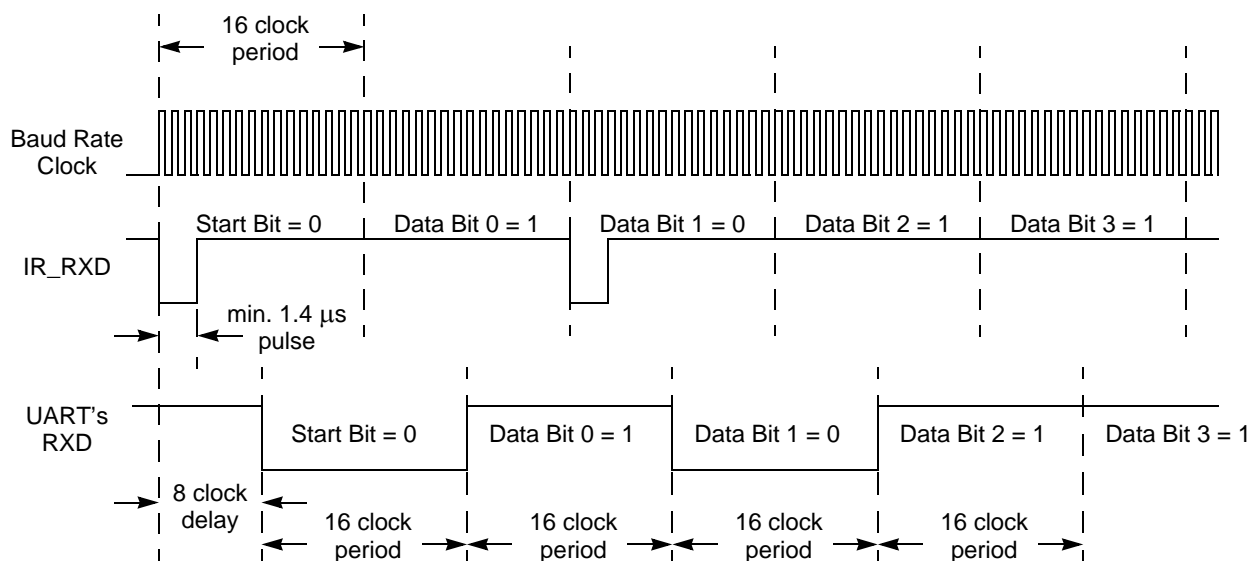 16 clock
period
Baud Rate
Clock
Start Bit = 0
Data Bit 0 = 1
Data Bit 1 = 0
Data Bit 2 = 1
Data Bit 3 = 1
IR_RXD
min. 1.4 μs
pulse
UART's
RXD
Start Bit = 0
Data Bit 0 = 1
Data Bit 1 = 0
Data Bit 2 = 1
Data Bit 3 = 1
8 clock
delay
16 clock
period
16 clock
period
16 clock
period
16 clock
period